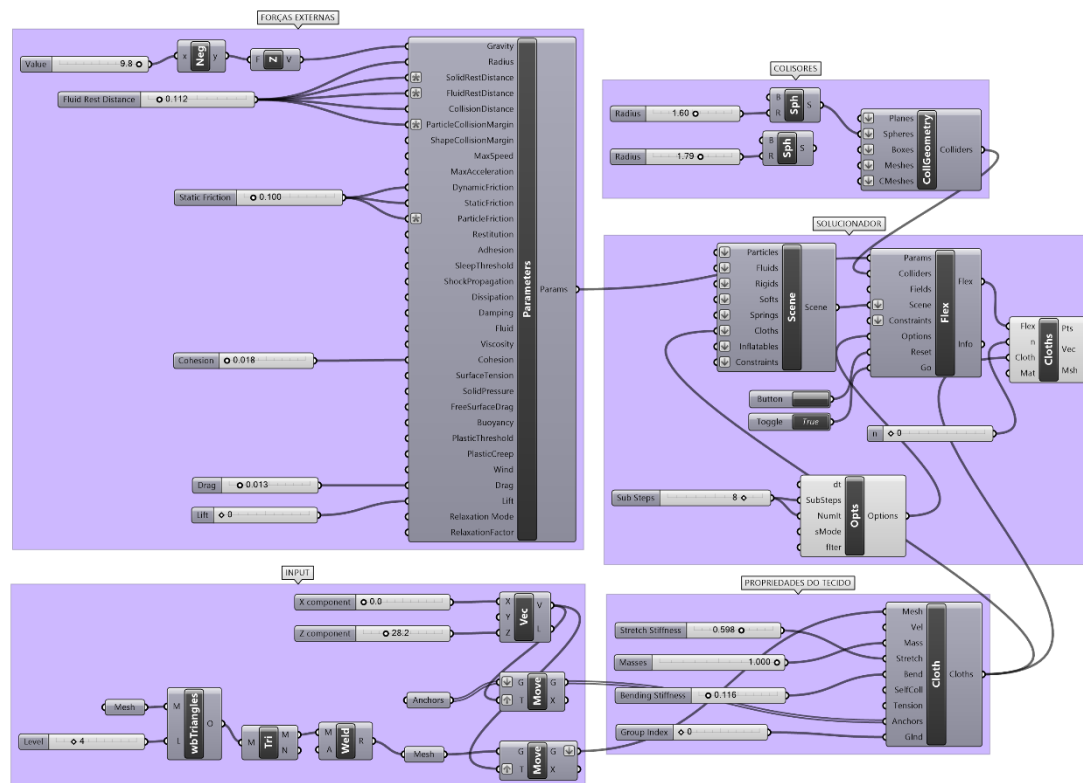 FORÇAS EXTERNAS
Value 9.8
x Neg y
F Z V
Fluid Rest Distance 0.112
Static Friction 0.100
Cohesion 0.018
Drag 0.013
Lift 0
Gravity
Radius
SolidRestDistance
FluidRestDistance
CollisionDistance
ParticleCollisionMargin
ShapeCollisionMargin
MaxSpeed
MaxAcceleration
DynamicFriction
StaticFriction
ParticleFriction
Restitution
Adhesion
SleepThreshold
ShockPropagation
Dissipation
Damping
Fluid
Viscosity
Cohesion
SurfaceTension
SolidPressure
FreeSurfaceDrag
Buoyancy
PlasticThreshold
PlasticCreep
Wind
Drag
Lift
Relaxation Mode
RelaxationFactor
Parameters
Params
COLISORES
Radius 1.60
B
R
Sph
S
Radius 1.79
B
R
Sph
S
Planes
Spheres
Boxes
Meshes
CMeshes
CollGeometry
Colliders
SOLUCIONADOR
Particles
Fluids
Rigids
Softs
Springs
Cloths
Inflatables
Constraints
Scene
Scene
Params
Colliders
Fields
Scene
Constraints
Options
Reset
Go
Flex
Flex
Info
Flex
n
Cloth
Mat
Cloths
Pts
Vec
Msh
Button
Toggle True
n 0
Sub Steps 8
dt
SubSteps
NumIt
sMode
fIter
Opts
Options
INPUT
X component 0.0
Z component 28.2
X
Y
Z
Vec
V
L
Anchors
G
T
Move
G
X
Mesh
Level 4
M
L
wbTriangles
O
M
Tri
M
N
M
A
Weld
R
Mesh
G
T
Move
G
X
PROPRIEDADES DO TECIDO
Stretch Stiffness 0.598
Masses 1.000
Bending Stiffness 0.116
Group Index 0
Mesh
Vel
Mass
Stretch
Bend
SelfColl
Tension
Anchors
GInd
Cloth
Cloths